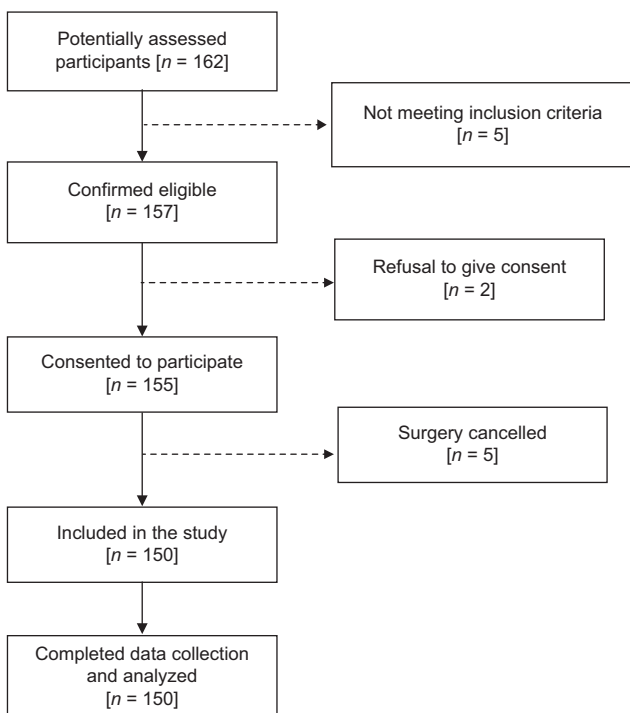 Potentially assessed
participants [n = 162]
Not meeting inclusion criteria
[n = 5]
Confirmed eligible
[n = 157]
Refusal to give consent
[n = 2]
Consented to participate
[n = 155]
Surgery cancelled
[n = 5]
Included in the study
[n = 150]
Completed data collection
and analyzed
[n = 150]